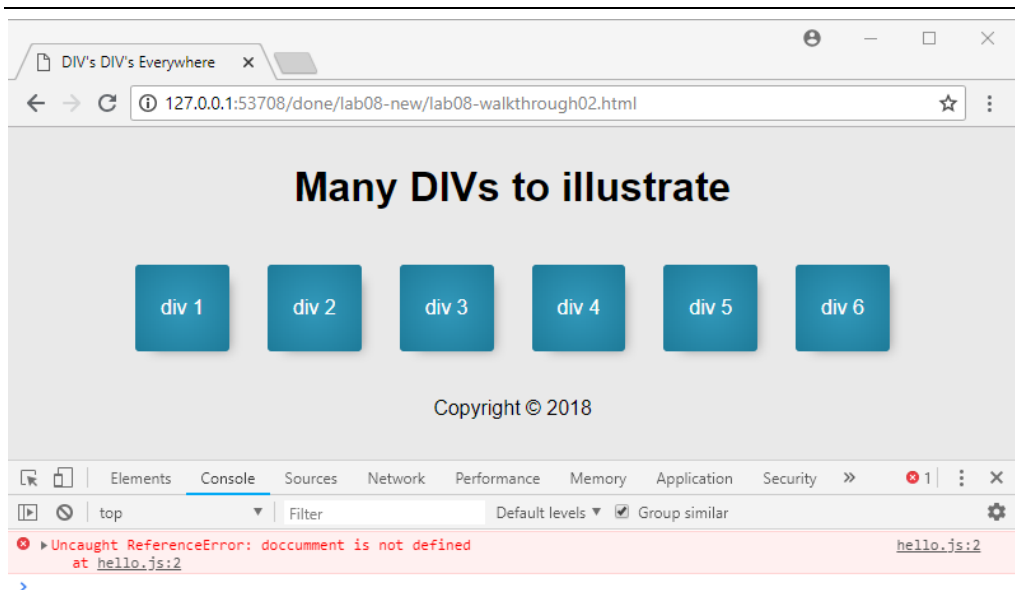 DIV's DIV's Everywhere
127.0.0.1:53708/done/lab08-new/lab08-walkthrough02.html
Many DIVs to illustrate
div 1 div 2 div 3 div 4 div 5 div 6
Copyright © 2018
Elements Console Sources Network Performance Memory Application Security » 1
top Filter Default levels Group similar
Uncaught ReferenceError: doccumment is not defined hello.js:2
at hello.js:2